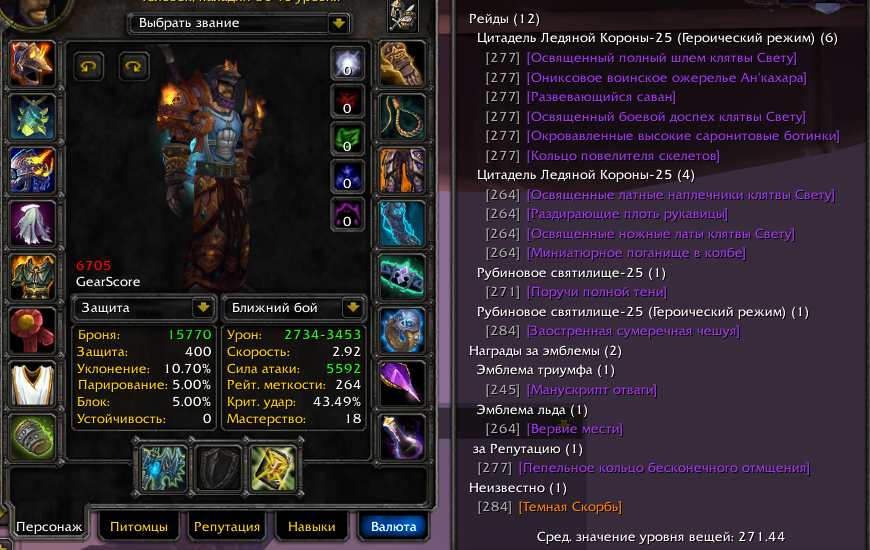 Выбрать звание
0
0
0
0
0
6705
GearScore
Защита
Ближний бой
Броня: 15770
Защита: 400
Уклонение: 10.70%
Парирование: 5.00%
Блок: 5.00%
Устойчивость: 0
Урон: 2734-3453
Скорость: 2.92
Сила атаки: 5592
Рейт. меткости: 264
Крит. удар: 43.49%
Мастерство: 18
Персонаж
Питомцы
Репутация
Навыки
Валюта
Рейды (12)
Цитадель Ледяной Короны-25 (Героический режим) (6)
[277] [Освященный полный шлем клятвы Свету]
[277] [Ониксовое воинское ожерелье Ан'кахара]
[277] [Развевающийся саван]
[277] [Освященный боевой доспех клятвы Свету]
[277] [Окровавленные высокие саронитовые ботинки]
[277] [Кольцо повелителя скелетов]
Цитадель Ледяной Короны-25 (4)
[264] [Освященные латные наплечники клятвы Свету]
[264] [Раздирающие плоть рукавицы]
[264] [Освященные ножные латы клятвы Свету]
[264] [Миниатюрное поганище в колбе]
Рубиновое святилище-25 (1)
[271] [Поручи полной тени]
Рубиновое святилище-25 (Героический режим) (1)
[284] [Заостренная сумеречная чешуя]
Награды за эмблемы (2)
Эмблема триумфа (1)
[245] [Манускрипт отваги]
Эмблема льда (1)
[264] [Вервие мести]
за Репутацию (1)
[277] [Пепельное кольцо бесконечного отмщения]
Неизвестно (1)
[284] [Темная Скорбь]
Сред. значение уровня вещей: 271.44